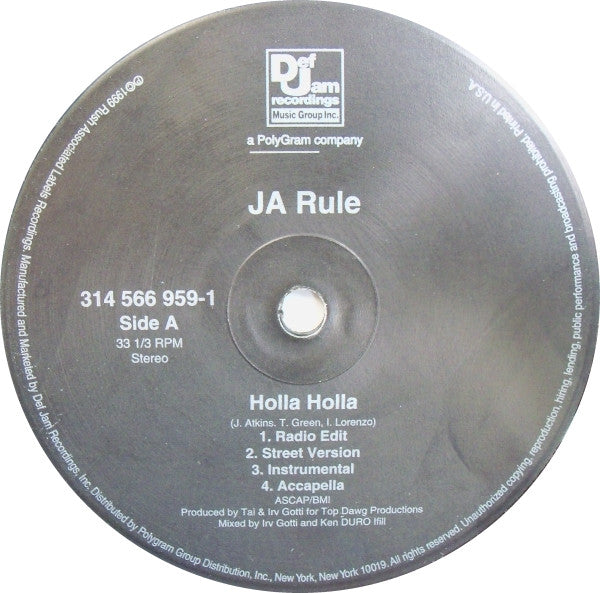 Def
Jam
recordings
Music Group Inc.
a PolyGram company
JA Rule
314 566 959-1
Side A
33 1/3 RPM
Stereo
Holla Holla
(J. Atkins. T. Green, I. Lorenzo)
1. Radio Edit
2. Street Version
3. Instrumental
4. Accapella
ASCAP/BMI
Produced by Tai & Irv Gotti for Top Dawg Productions
Mixed by Irv Gotti and Ken DURO Ifill
℗©1999 Rush Associated Labels Recordings. Manufactured and Marketed by Def Jam Recordings, Inc. Distributed by Polygram Group Distribution, Inc., New York, New York 10019. All rights reserved. Unauthorized copying, reproduction, hiring, lending, public performance and broadcasting prohibited. Printed in U.S.A.